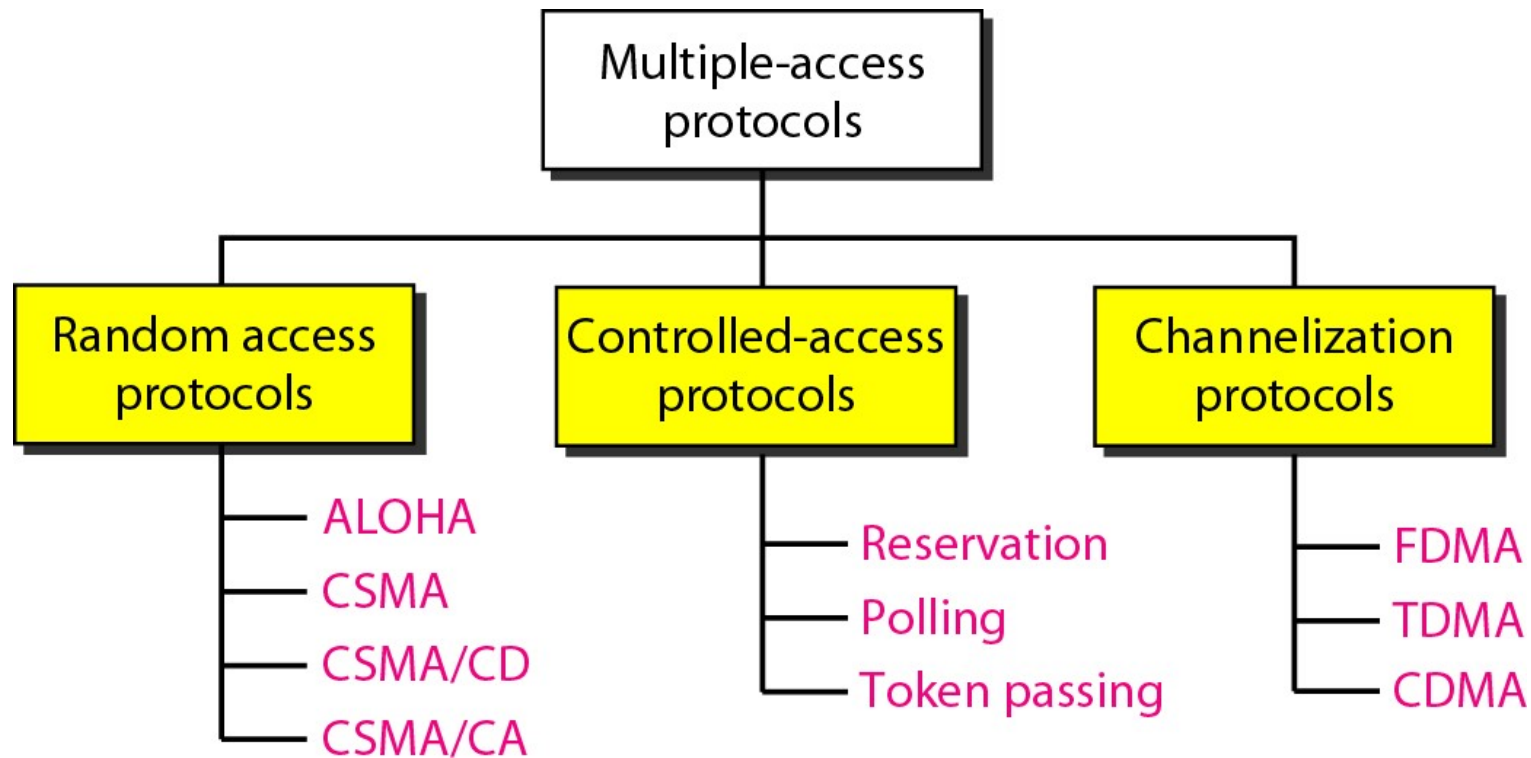 Multiple-access
protocols
Random access
protocols
Controlled-access
protocols
Channelization
protocols
ALOHA
CSMA
CSMA/CD
CSMA/CA
Reservation
Polling
Token passing
FDMA
TDMA
CDMA